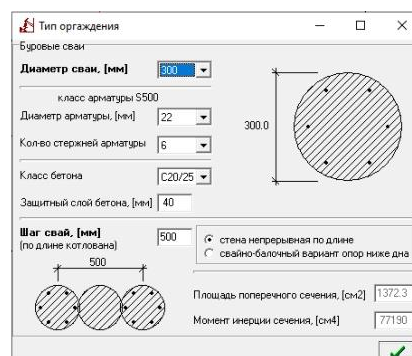 Тип оргаждения
Буровые сваи
Диаметр сваи, [мм] 300
класс арматуры S500
Диаметр арматуры, [мм] 22
Кол-во стержней арматуры 6
Класс бетона C20/25
Защитный слой бетона, [мм] 40
300.0
Шаг свай, [мм] 500
(по длине котлована)
стена непрерывная по длине
свайно-балочный вариант опор ниже дна
500
Площадь поперечного сечения, [см2] 1372.3
Момент инерции сечения, [см4] 77190